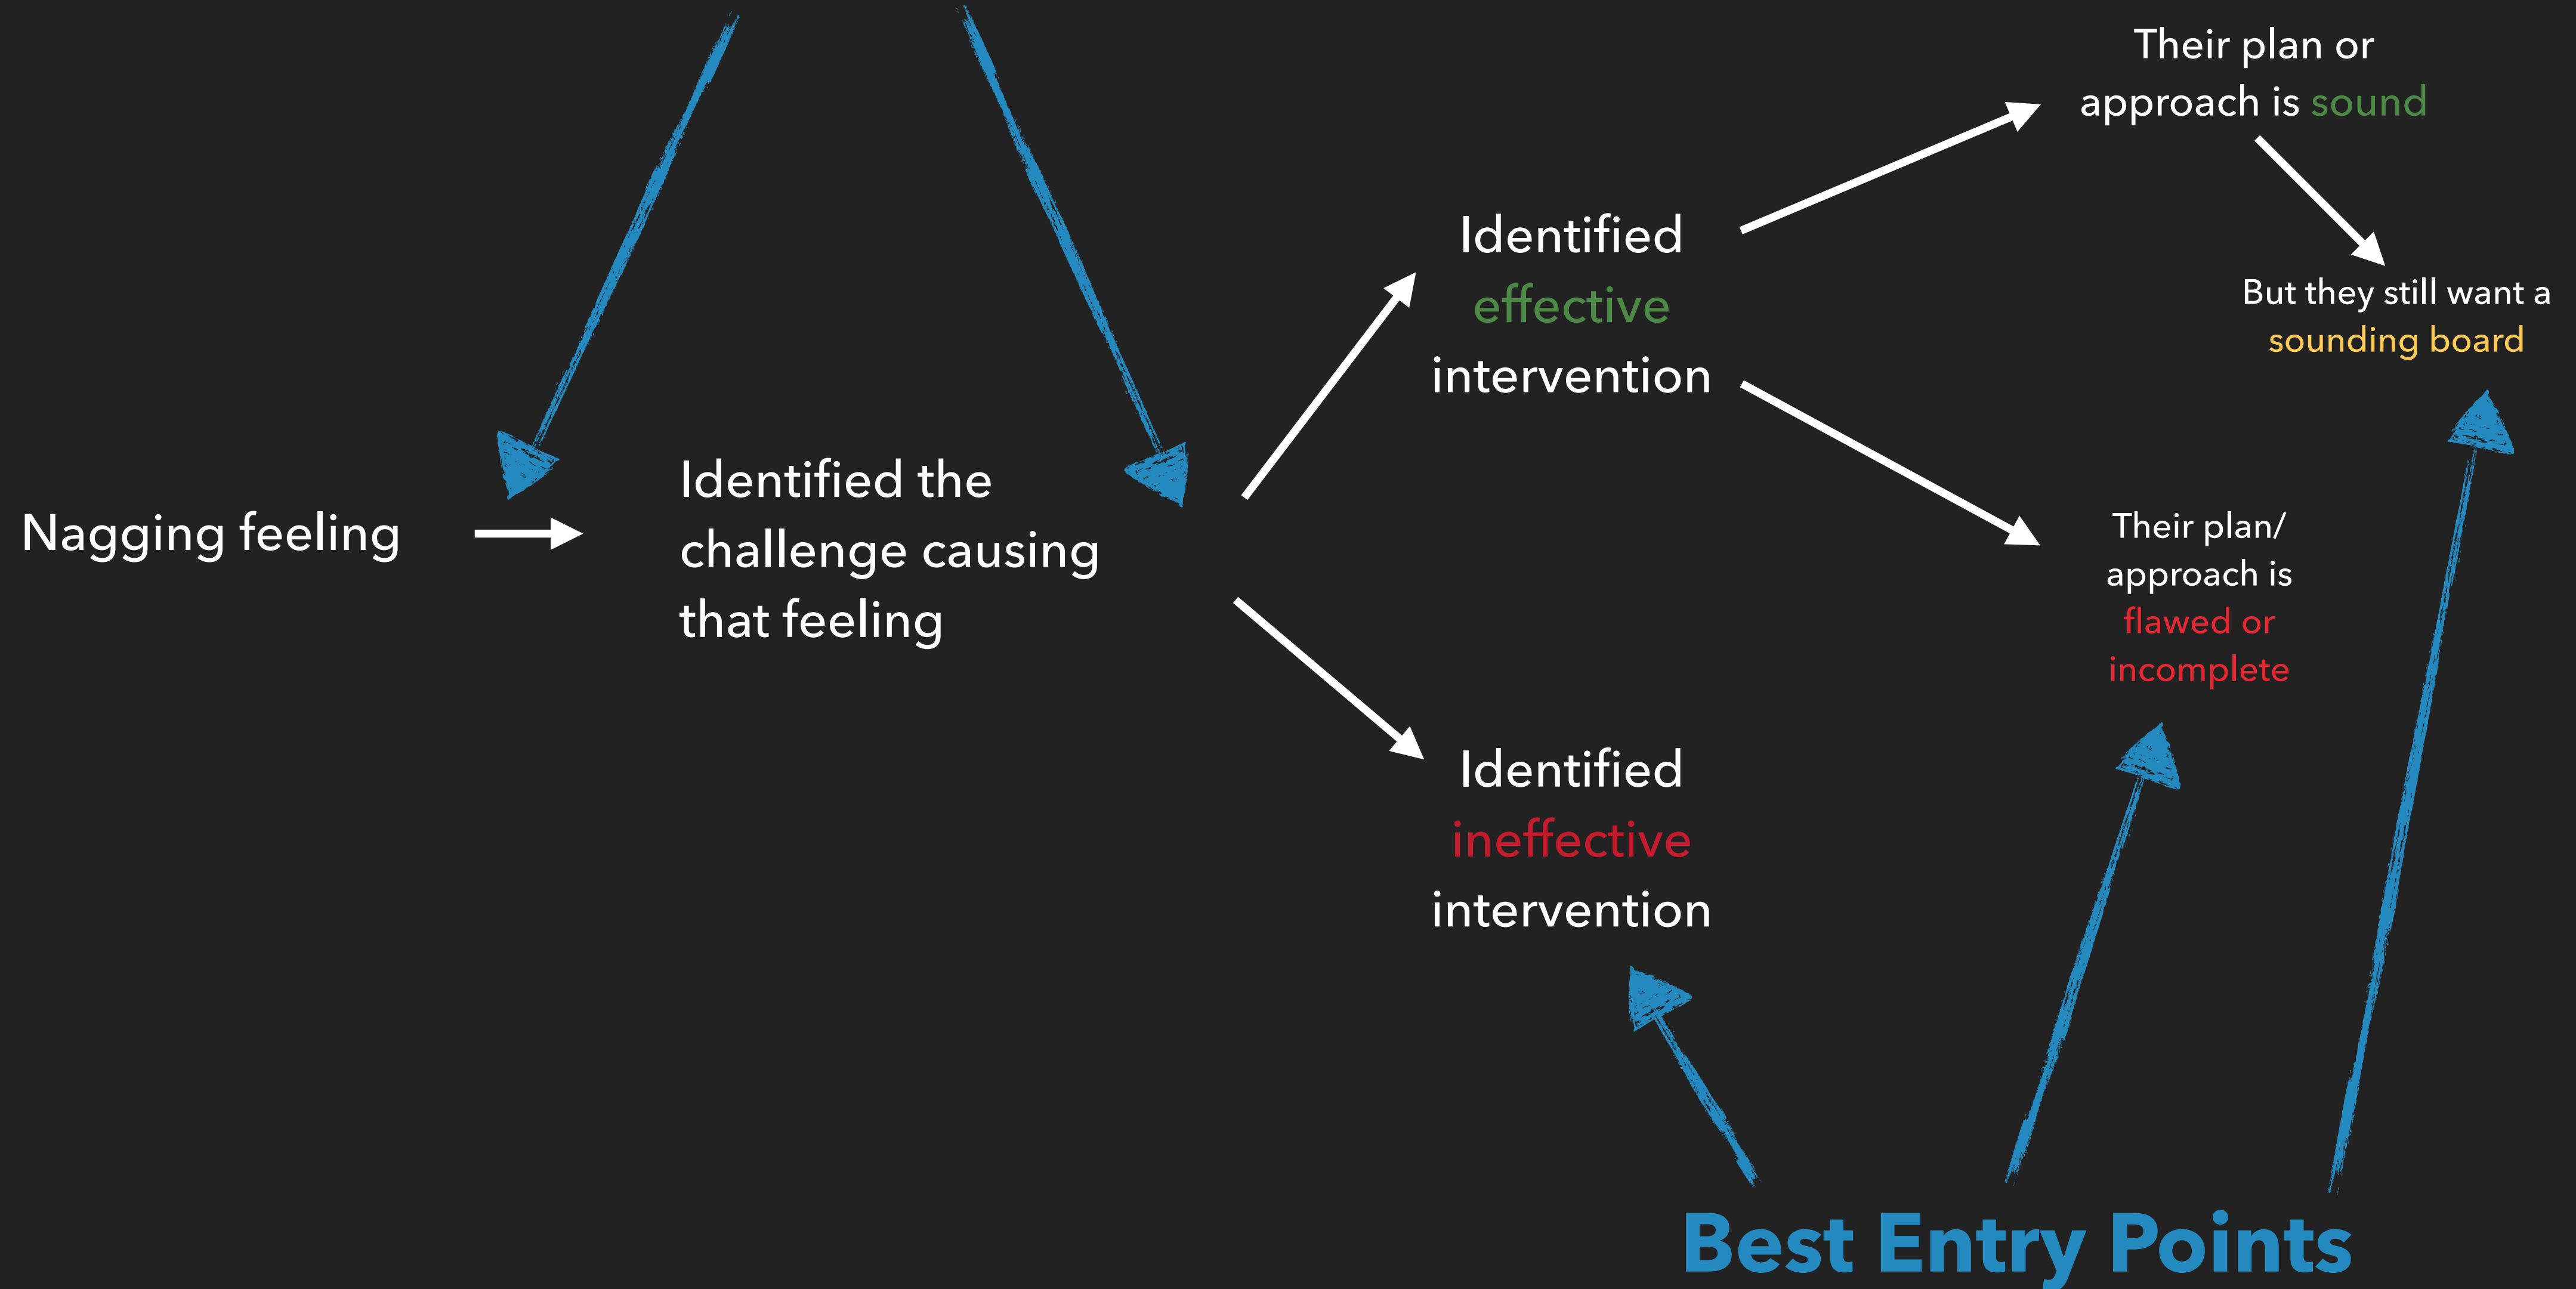 Their plan or
approach is sound
Identified
effective
intervention
But they still want a
sounding board
Nagging feeling
Identified the
challenge causing
that feeling
Their plan/
approach is
flawed or
incomplete
Identified
ineffective
intervention
Best Entry Points